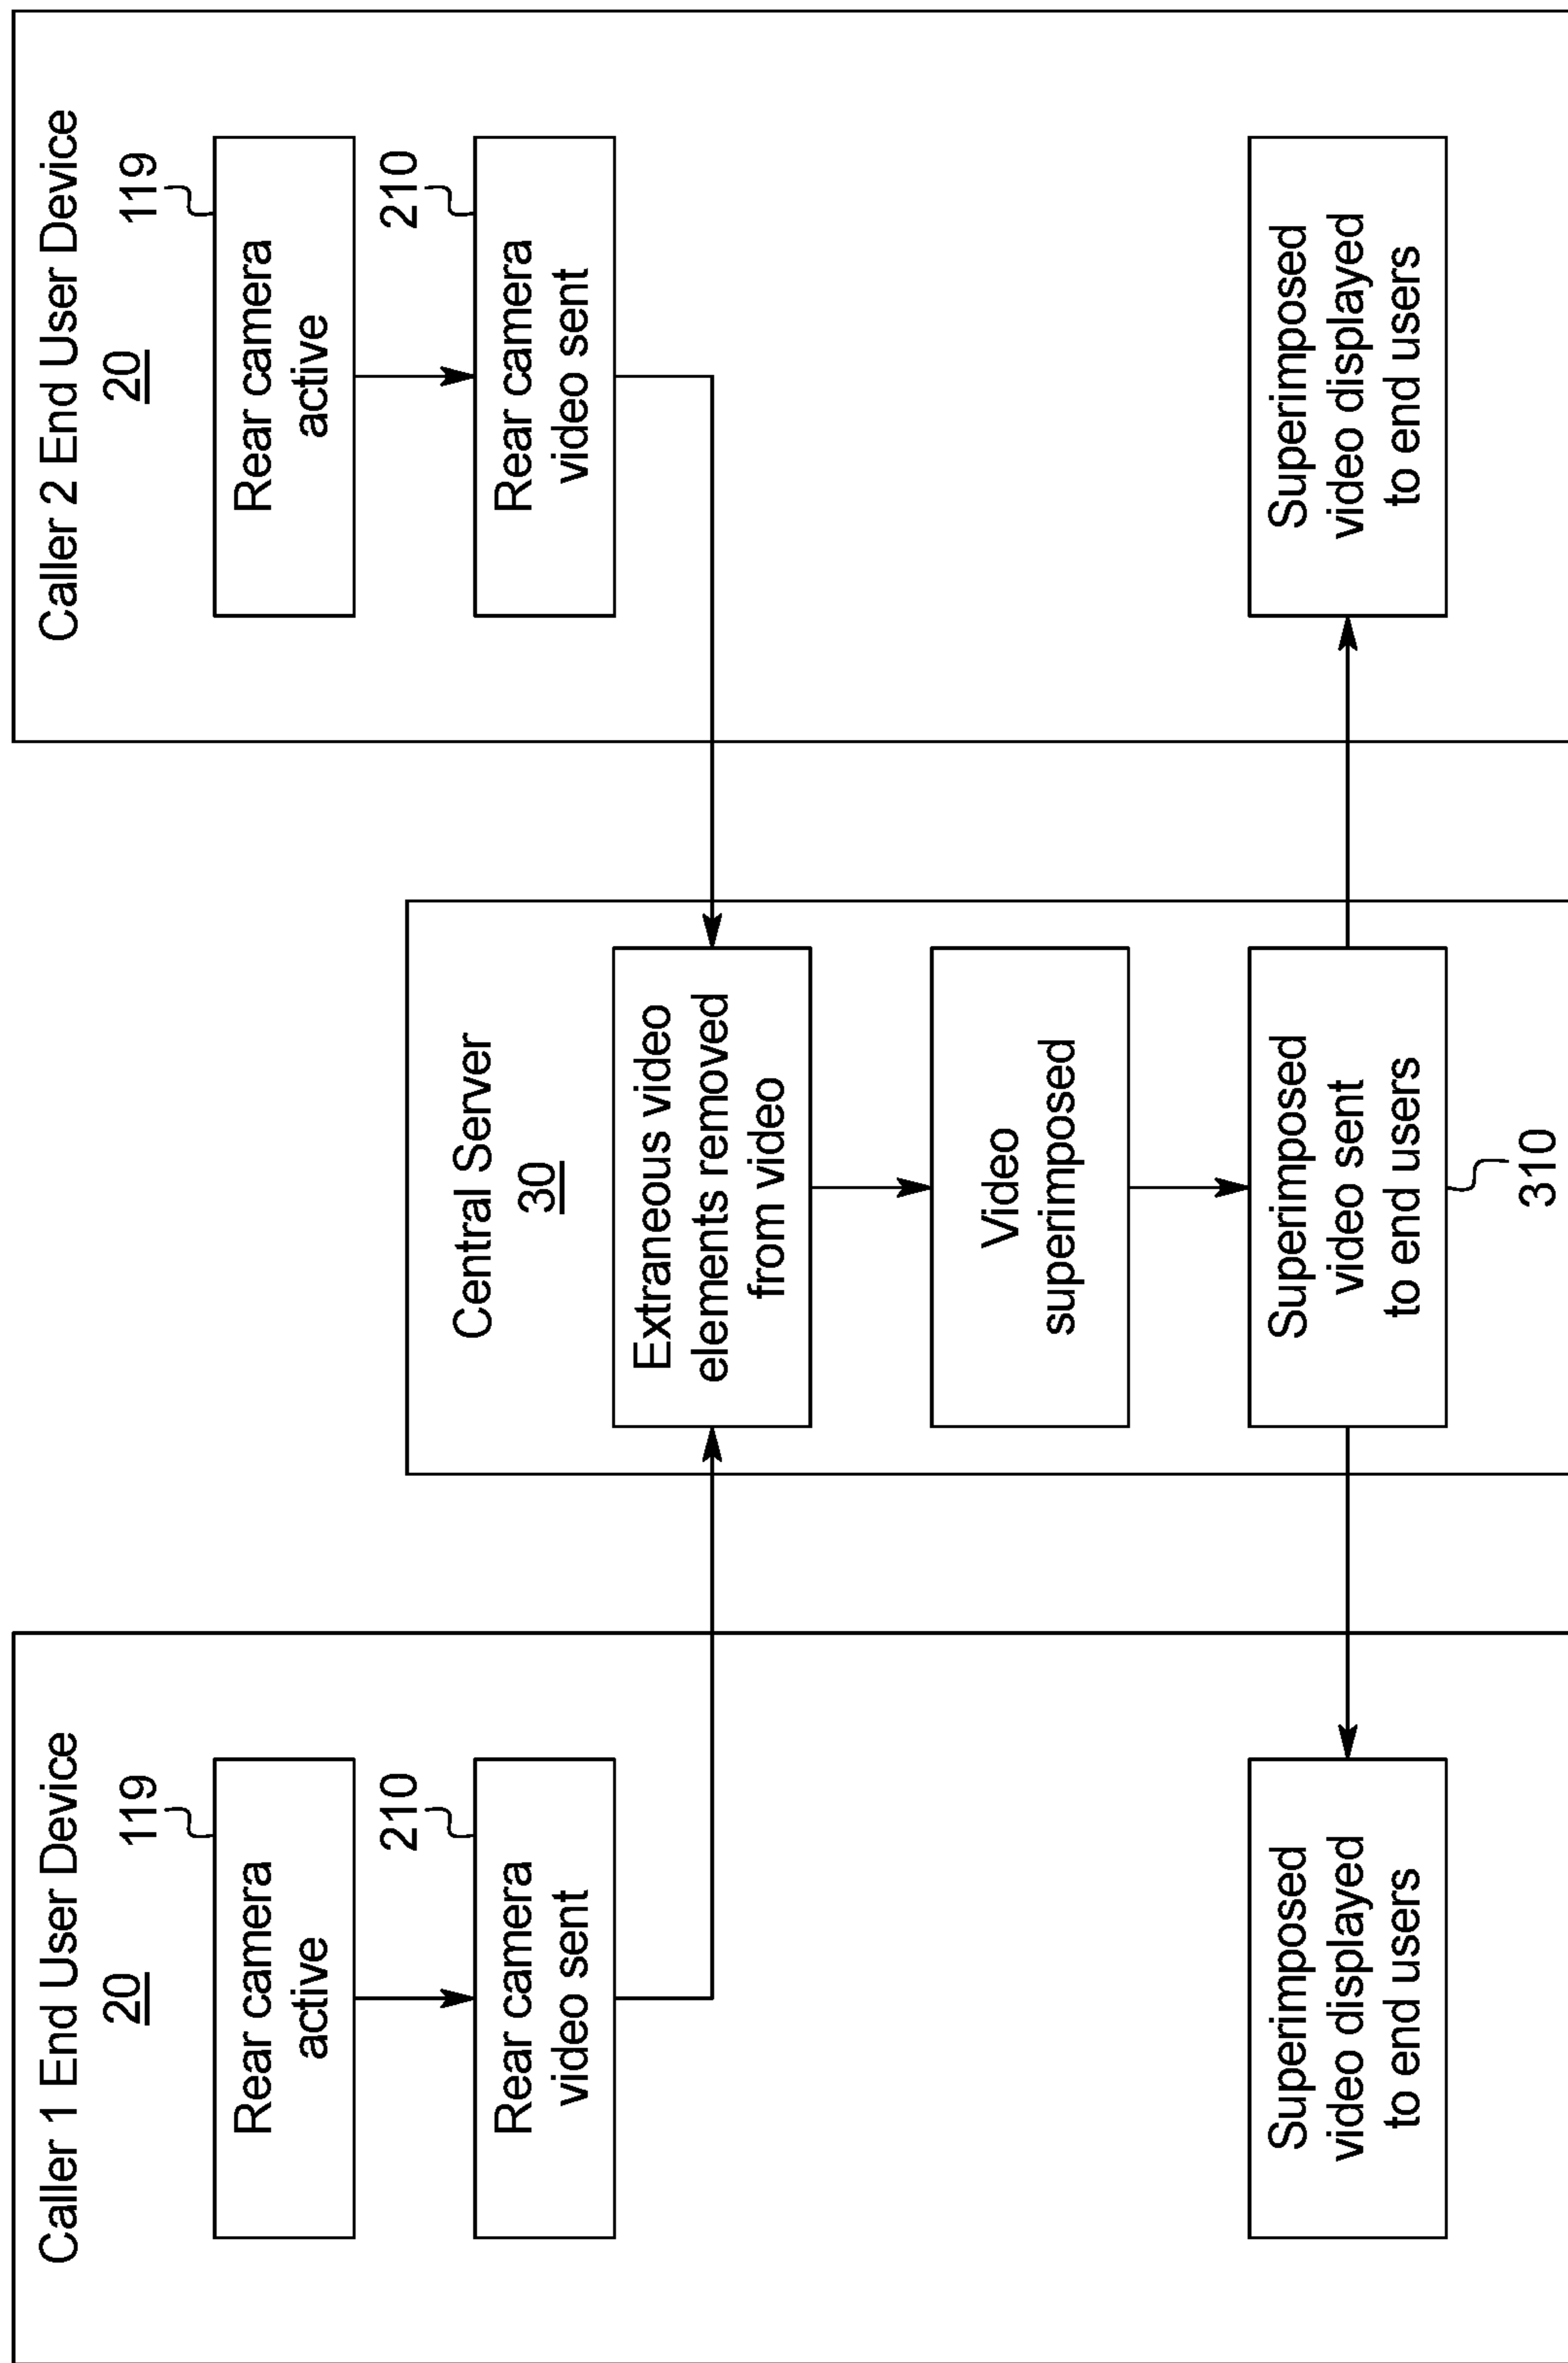 Caller 1 End User Device
20
119
Rear camera
active
210
Rear camera
video sent
Superimposed
video displayed
to end users
Central Server
30
Extraneous video
elements removed
from video
Video
superimposed
Superimposed
video sent
to end users
310
Caller 2 End User Device
20
119
Rear camera
active
210
Rear camera
video sent
Superimposed
video displayed
to end users